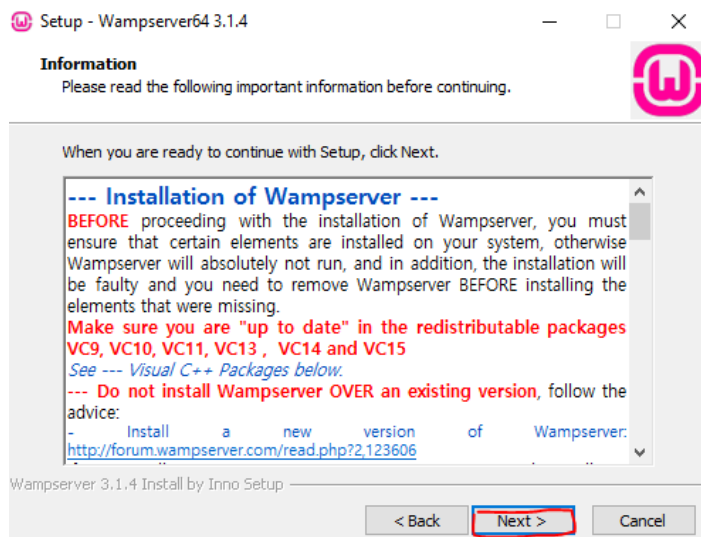 Setup - Wampserver64 3.1.4
Information
Please read the following important information before continuing.
When you are ready to continue with Setup, click Next.
--- Installation of Wampserver ---
BEFORE proceeding with the installation of Wampserver, you must
ensure that certain elements are installed on your system, otherwise
Wampserver will absolutely not run, and in addition, the installation will
be faulty and you need to remove Wampserver BEFORE installing the
elements that were missing.
Make sure you are "up to date" in the redistributable packages
VC9, VC10, VC11, VC13 , VC14 and VC15
See --- Visual C++ Packages below.
--- Do not install Wampserver OVER an existing version, follow the
advice:
- Install a new version of Wampserver:
http://forum.wampserver.com/read.php?2,123606
Wampserver 3.1.4 Install by Inno Setup
< Back Next > Cancel